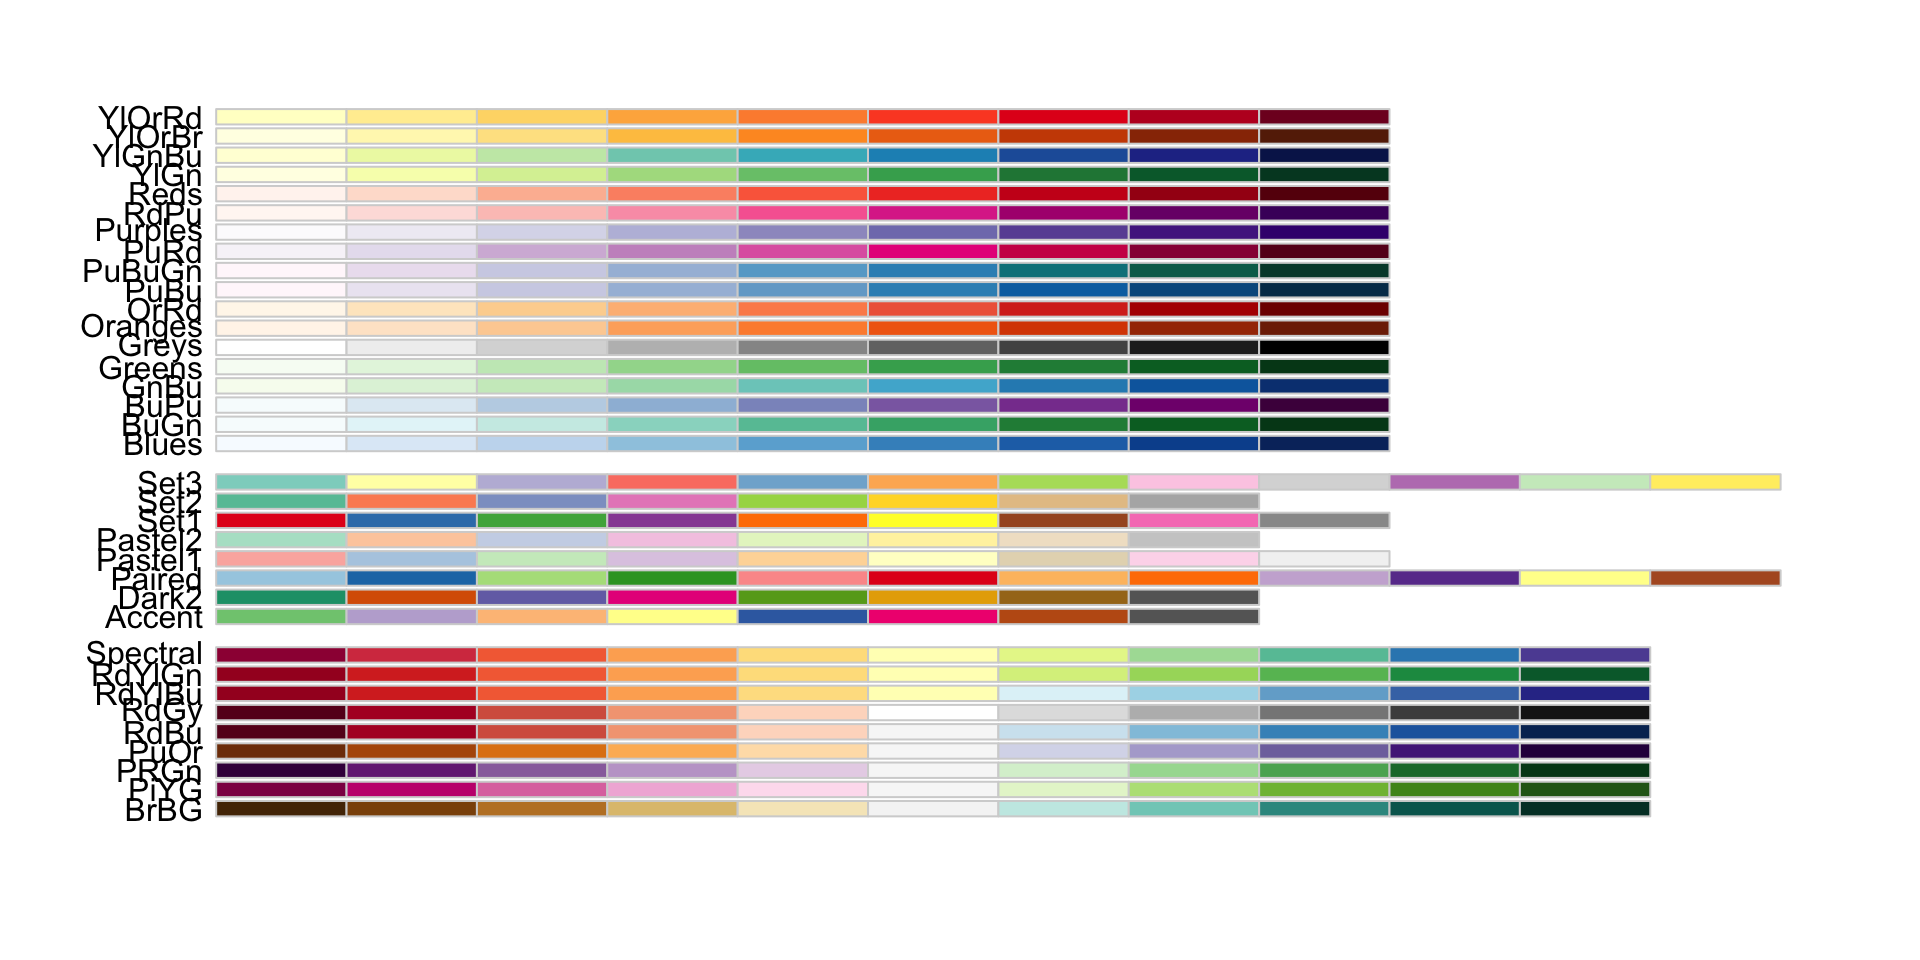 YlOrRd
YlOrBr
YlGnBu
YlGn
Reds
RdPu
Purples
PuRd
PuBuGn
PuBu
OrRd
Oranges
Greys
Greens
GnBu
BuPu
BuGn
Blues
Set3
Set2
Set1
Pastel2
Pastel1
Paired
Dark2
Accent
Spectral
RdYlGn
RdYlBu
RdGy
RdBu
PuOr
PRGn
PiYG
BrBG